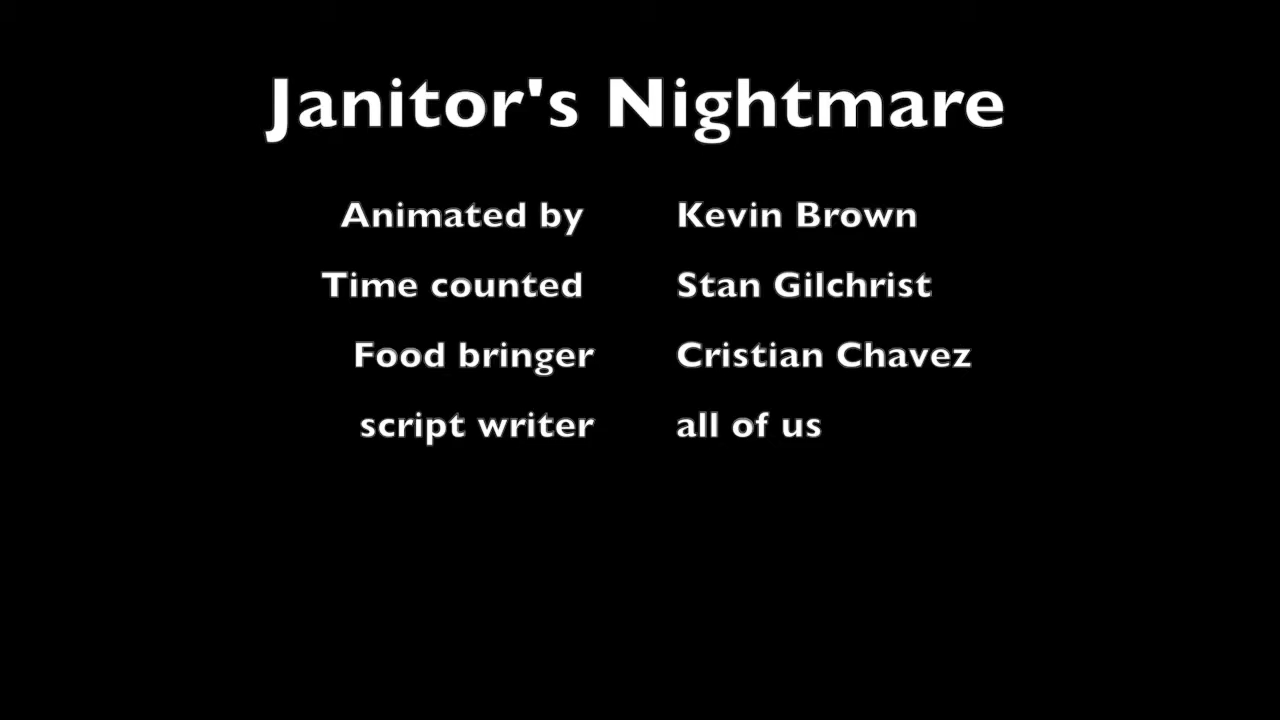 Janitor's Nightmare
Animated by Kevin Brown
Time counted Stan Gilchrist
Food bringer Cristian Chavez
script writer all of us